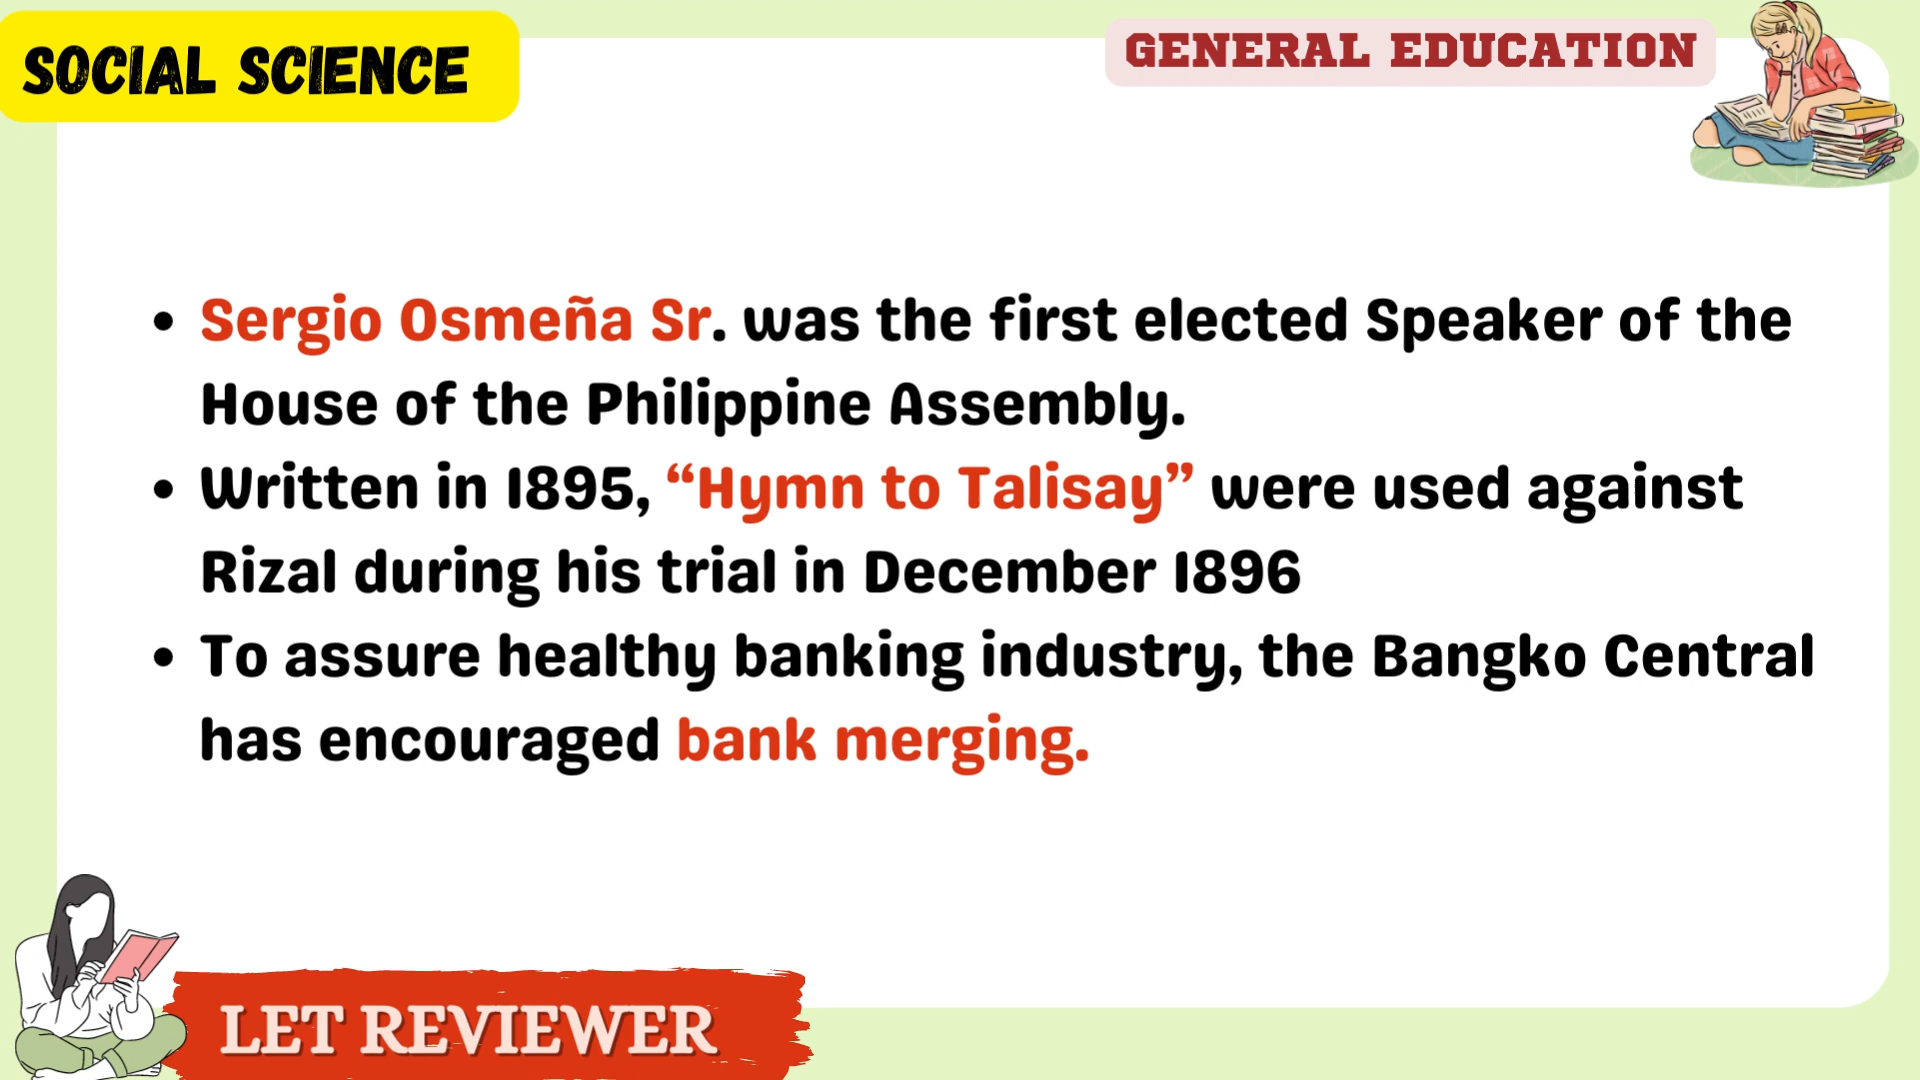 SOCIAL SCIENCE
GENERAL EDUCATION
• Sergio Osmeña Sr. was the first elected Speaker of the
House of the Philippine Assembly.
• Written in 1895, “Hymn to Talisay” were used against
Rizal during his trial in December 1896
• To assure healthy banking industry, the Bangko Central
has encouraged bank merging.
LET REVIEWER